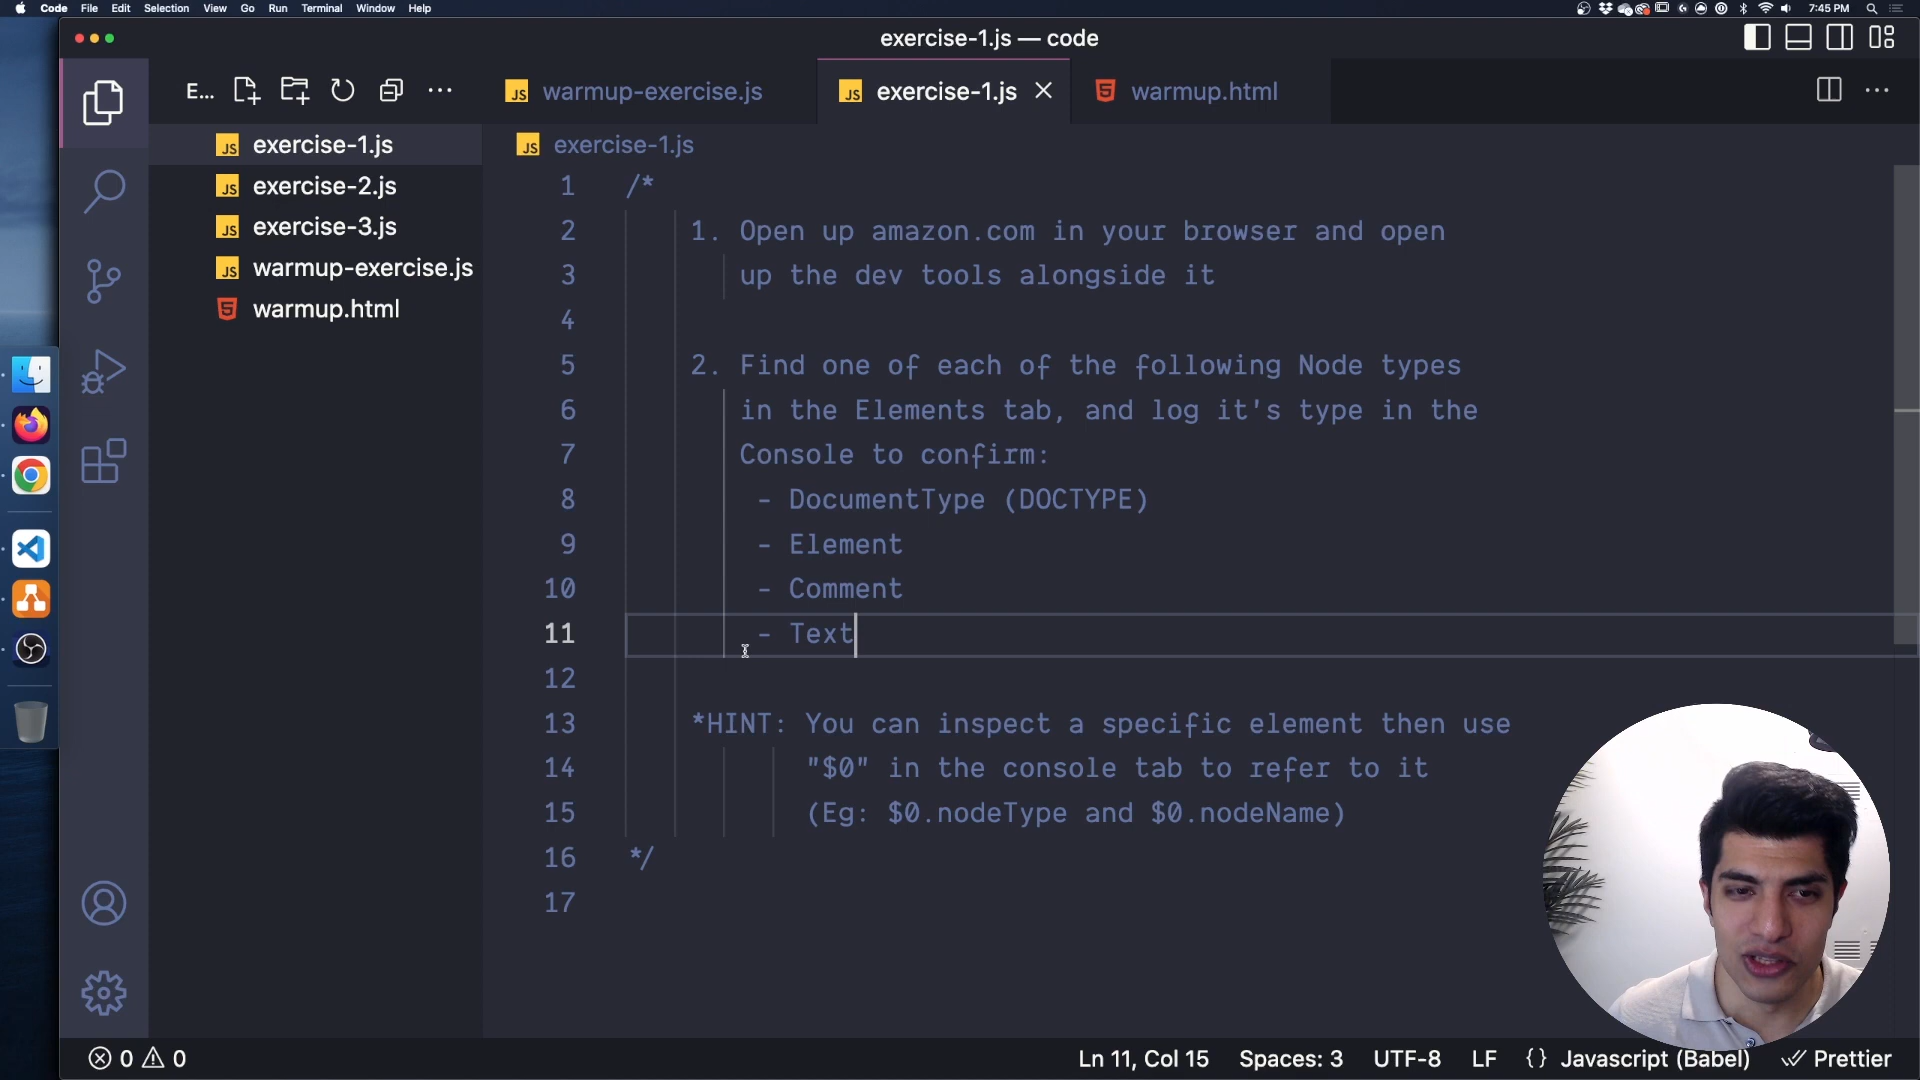 Code File Edit Selection View Go Run Terminal Window Help 7:45 PM
exercise-1.js — code
E... warmup-exercise.js exercise-1.js warmup.html
exercise-1.js
exercise-2.js
exercise-3.js
warmup-exercise.js
warmup.html
exercise-1.js
1 /*
2 1. Open up amazon.com in your browser and open
3 up the dev tools alongside it
4
5 2. Find one of each of the following Node types
6 in the Elements tab, and log it's type in the
7 Console to confirm:
8 - DocumentType (DOCTYPE)
9 - Element
10 - Comment
11 - Text
12
13 *HINT: You can inspect a specific element then use
14 "$0" in the console tab to refer to it
15 (Eg: $0.nodeType and $0.nodeName)
16 */
17
0 0 Ln 11, Col 15 Spaces: 3 UTF-8 LF {} Javascript (Babel) Prettier